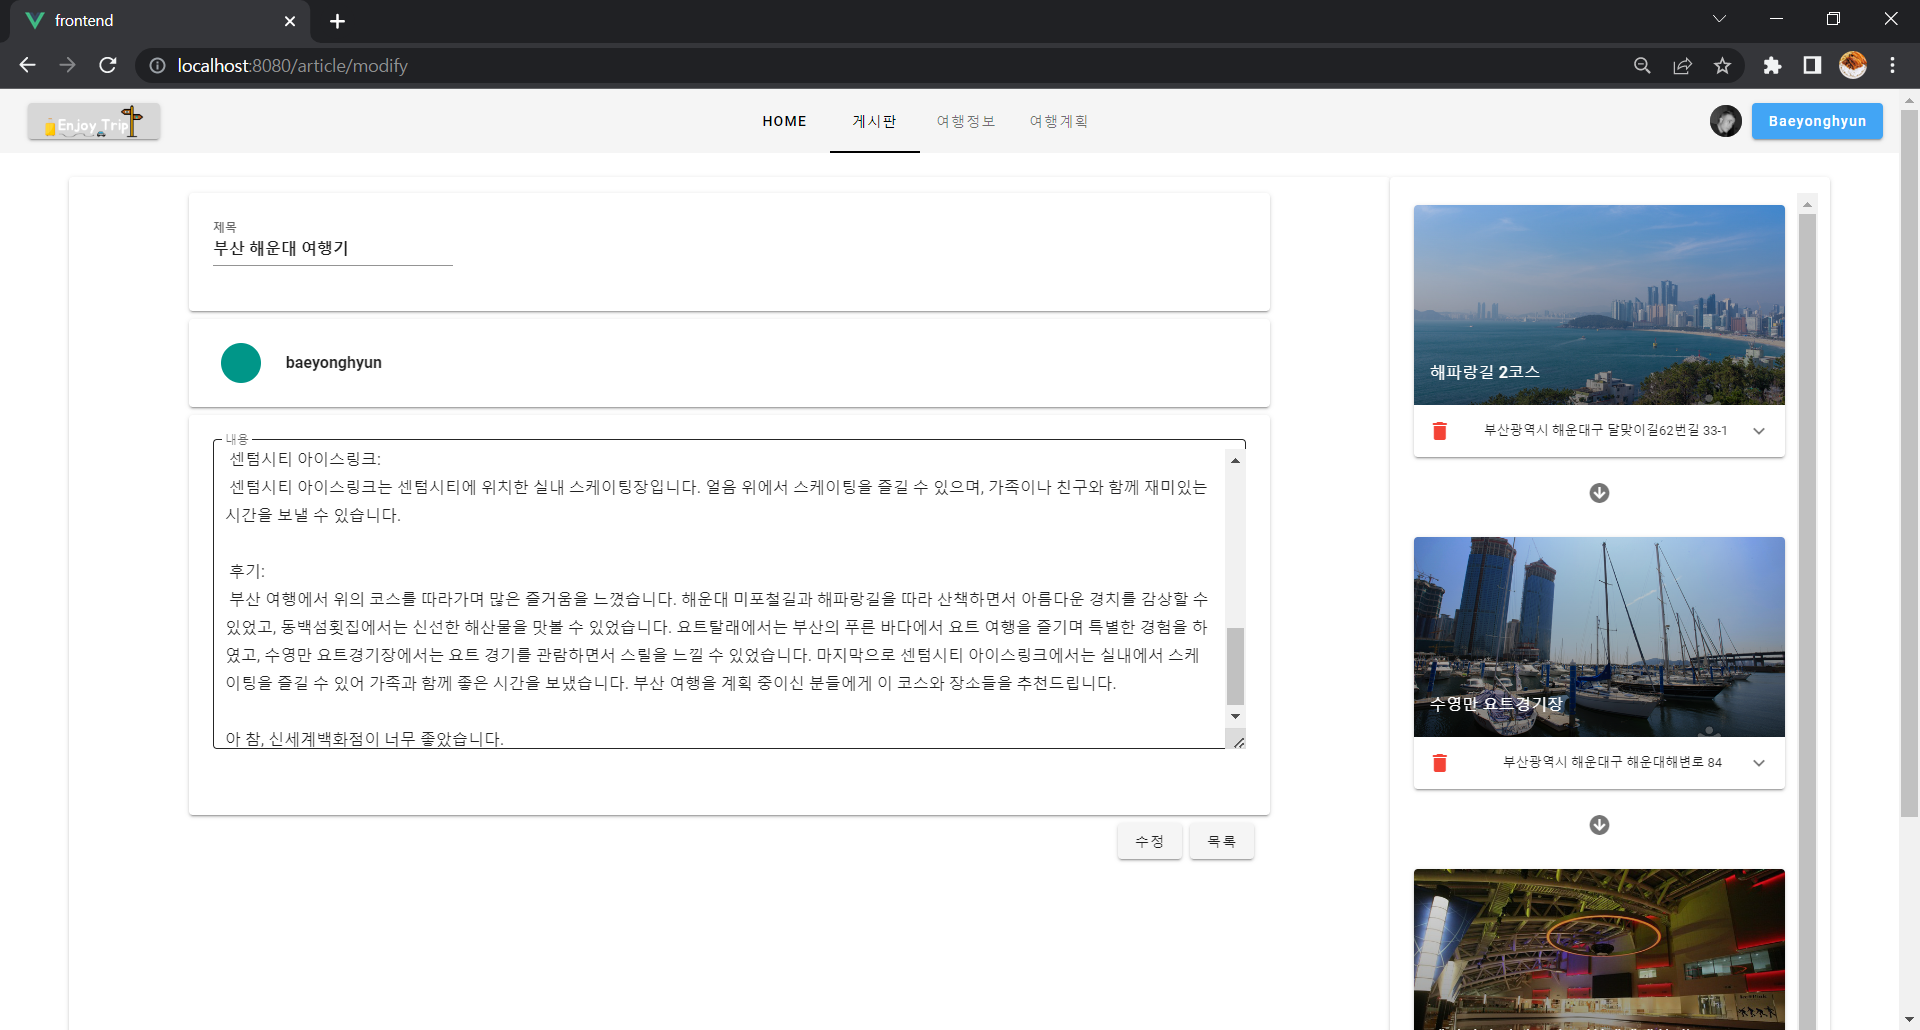 frontend
localhost:8080/article/modify
Enjoy Trip
HOME
게시판
여행정보
여행계획
Baeyonghyun
제목
부산 해운대 여행기
baeyonghyun
내용
센텀시티 아이스링크:
센텀시티 아이스링크는 센텀시티에 위치한 실내 스케이팅장입니다. 얼음 위에서 스케이팅을 즐길 수 있으며, 가족이나 친구와 함께 재미있는
시간을 보낼 수 있습니다.
후기:
부산 여행에서 위의 코스를 따라가며 많은 즐거움을 느꼈습니다. 해운대 미포철길과 해파랑길을 따라 산책하면서 아름다운 경치를 감상할 수
있었고, 동백섬횟집에서는 신선한 해산물을 맛볼 수 있었습니다. 요트탈래에서는 부산의 푸른 바다에서 요트 여행을 즐기며 특별한 경험을 하
였고, 수영만 요트경기장에서는 요트 경기를 관람하면서 스릴을 느낄 수 있었습니다. 마지막으로 센텀시티 아이스링크에서는 실내에서 스케
이팅을 즐길 수 있어 가족과 함께 좋은 시간을 보냈습니다. 부산 여행을 계획 중이신 분들에게 이 코스와 장소들을 추천드립니다.
아 참, 신세계백화점이 너무 좋았습니다.
수정
목록
해파랑길 2코스
부산광역시 해운대구 달맞이길62번길 33-1
수영만 요트경기장
부산광역시 해운대구 해운대해변로 84